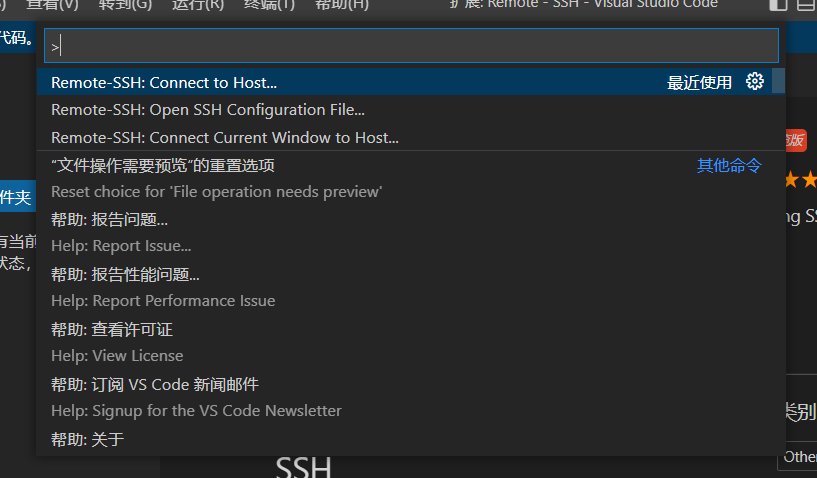 查看(V) 转到(G) 运行(R) 终端(T) 帮助(H) 扩展: Remote - SSH - Visual Studio Code
代码。
>
Remote-SSH: Connect to Host... 最近使用
Remote-SSH: Open SSH Configuration File...
Remote-SSH: Connect Current Window to Host...
“文件操作需要预览”的重置选项 其他命令
Reset choice for 'File operation needs preview'
件夹
帮助: 报告问题...
有当前
Help: Report Issue...
状态，
帮助: 报告性能问题...
Help: Report Performance Issue
帮助: 查看许可证
Help: View License
帮助: 订阅 VS Code 新闻邮件
Help: Signup for the VS Code Newsletter
类别
帮助: 关于
Other
SSH